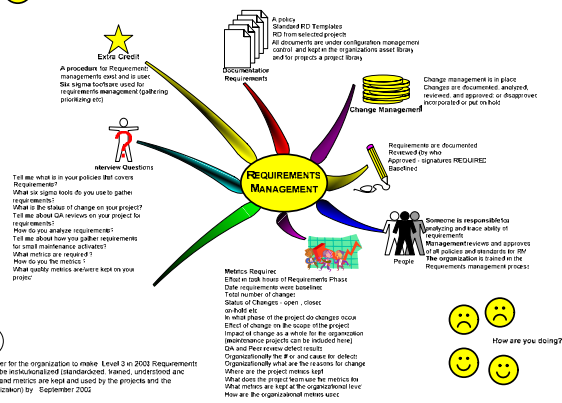 Extra Credit
A procedure for Requirements
managements exist and is used
Six sigma tools are used for
requirements management (gathering
prioritizing etc)
Documentation
Requirements
A policy
Standard RD Templates
RD from selected projects
All documents are under configuration management
control and kept in the organizations asset library
and for projects a project library
Change Management
Change management is in place
Changes are documented, analyzed,
reviewed, and approved or disapproved
incorporated or put on hold
Requirements are documented
Reviewed (by who
Approved - signatures REQUIRED
Baselined
REQUIREMENTS
MANAGEMENT
Interview Questions
Tell me what is in your policies that covers
Requirements?
What six sigma tools do you use to gather
requirements?
What is the status of change on your project?
Tell me about QA reviews on your project for
requirements?
How do you analyze requirements?
Tell me about how you gather requirements
for small maintenance activates?
What metrics are required ?
How do you the metrics ?
What quality metrics are/were kept on your
project
People
Someone is responsible for
analyzing and trace ability of
requirements
Management reviews and approves
of all policies and standards for RM
The organization is trained in the
Requirements management process
Metrics Required
Effort in task hours of Requirements Phase
Date requirements were baselined
Total number of changes
Status of Changes - open , closed
on-hold etc
In what phase of the project do changes occur
Effect of change on the scope of the project
Impact of change as a whole for the organization
(maintenance projects can be included here)
QA and Peer review defect results
Organizationally the # or and cause for defects
Organizationally what are the reasons for change
Where are the project metrics kept
What does the project team use the metrics for
What metrics are kept at the organizational level
How are the organizational metrics used
How are you doing?
er for the organization to make Level 3 in 2003 Requirements
be institutionalized (standardized, trained, understood and
and metrics are kept and used by the projects and the
ization) by September 2002